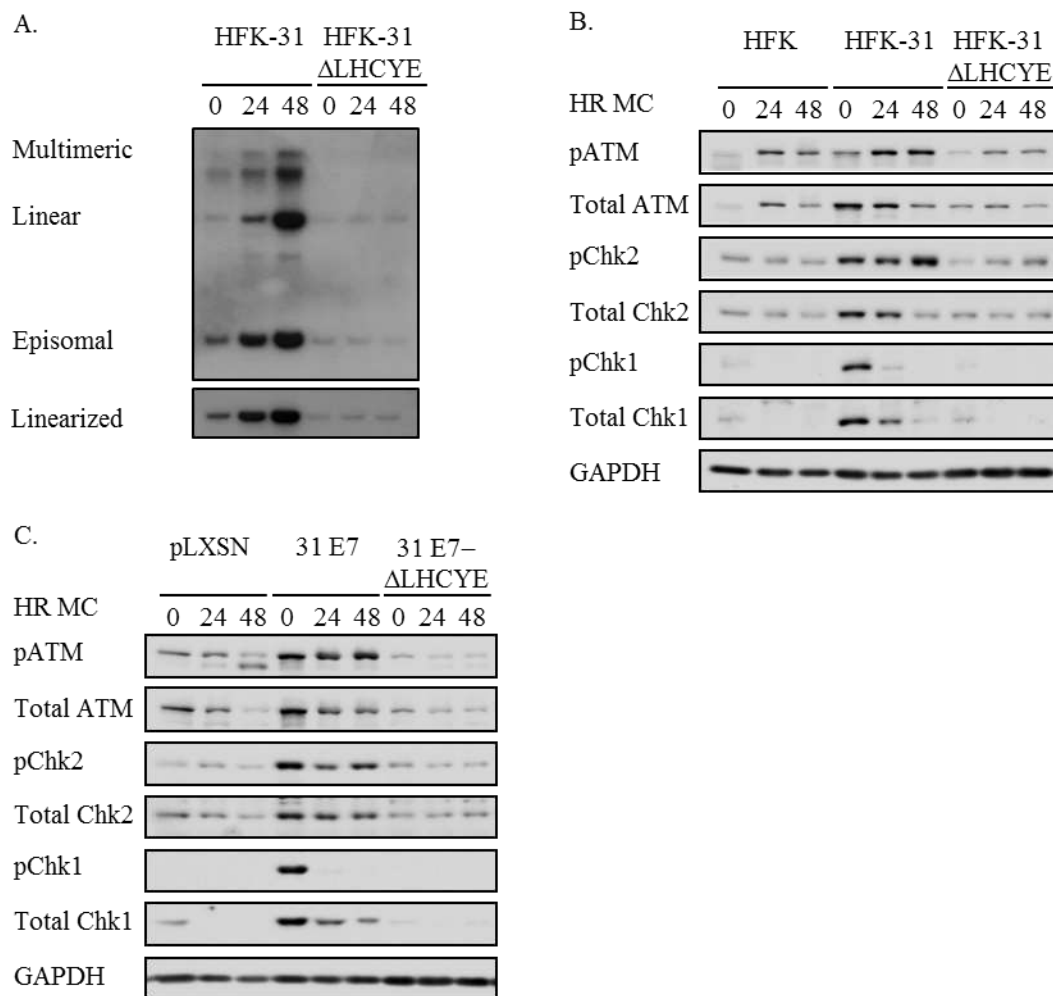 A.
HFK-31 HFK-31
ΔLHCYE
0 24 48 0 24 48
Multimeric
Linear
Episomal
Linearized
B.
HFK HFK-31 HFK-31
ΔLHCYE
HR MC 0 24 48 0 24 48 0 24 48
pATM
Total ATM
pChk2
Total Chk2
pChk1
Total Chk1
GAPDH
C.
pLXSN 31 E7 31 E7–
ΔLHCYE
HR MC 0 24 48 0 24 48 0 24 48
pATM
Total ATM
pChk2
Total Chk2
pChk1
Total Chk1
GAPDH